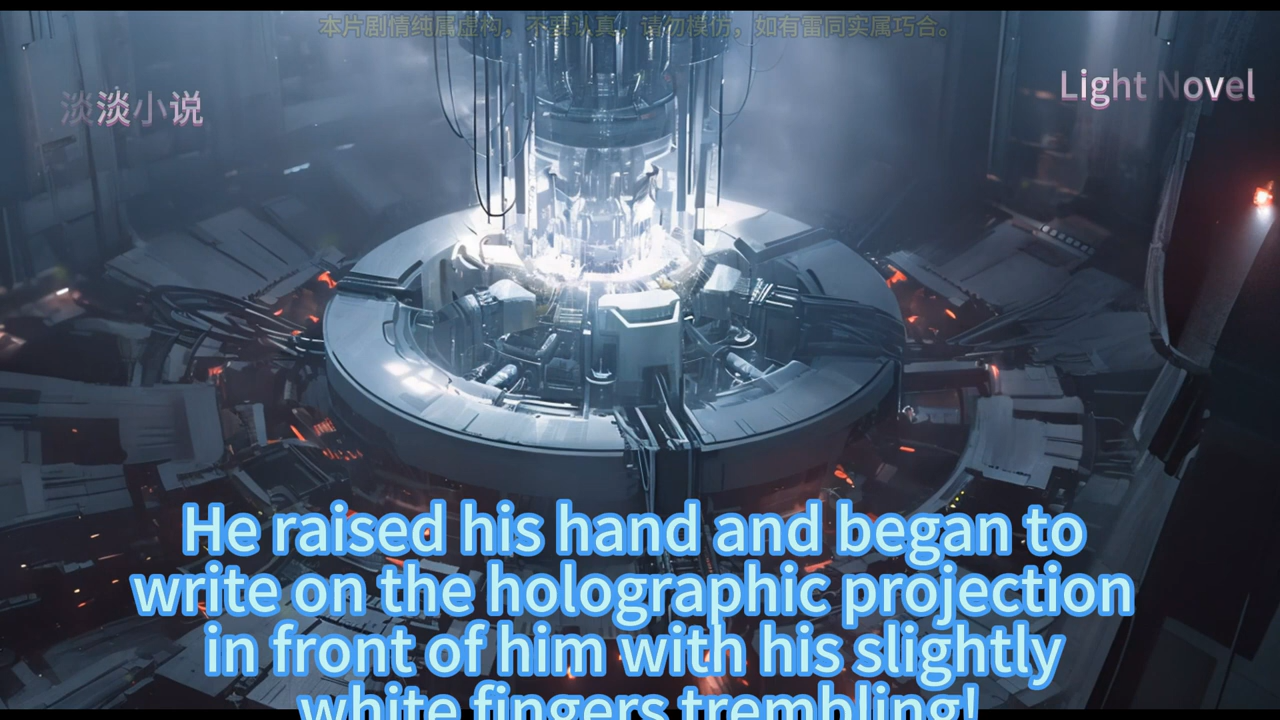 本片剧情纯属虚构，不要认真，请勿模仿，如有雷同实属巧合。
淡淡小说
Light Novel
He raised his hand and began to
write on the holographic projection
in front of him with his slightly
white fingers trembling!